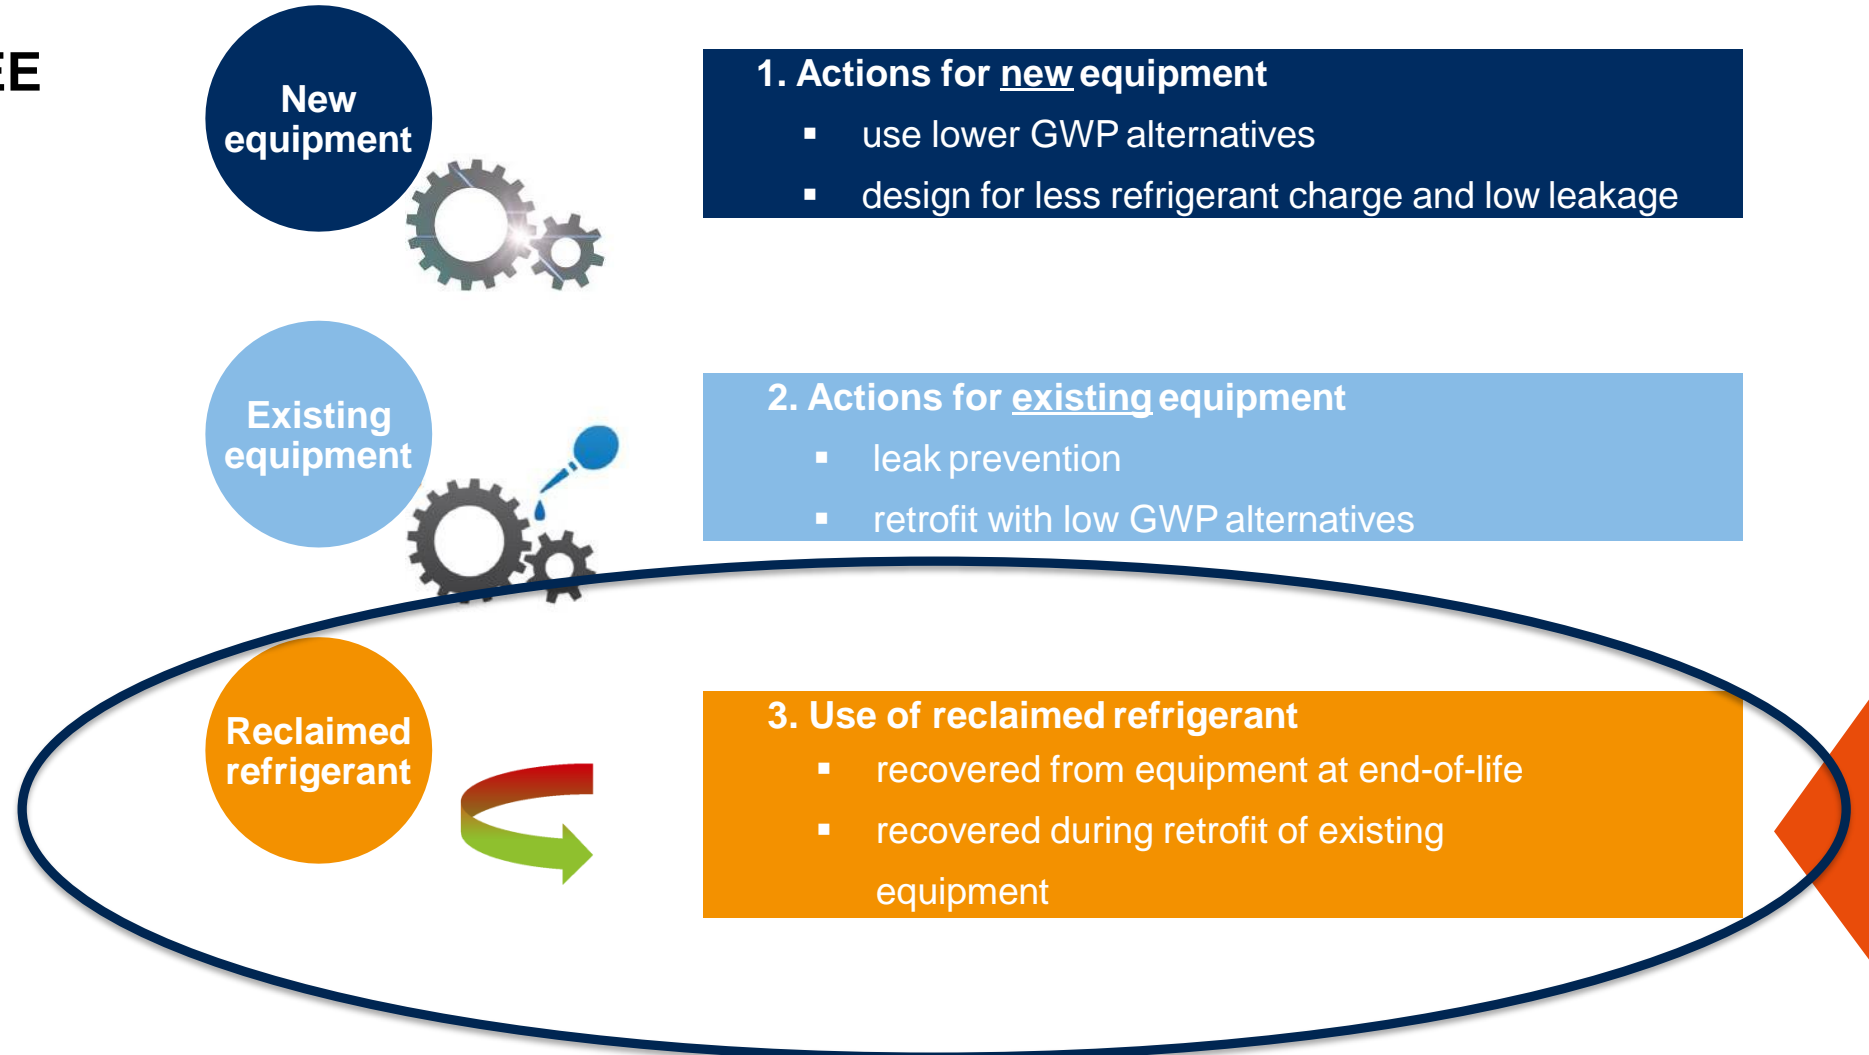 EE
New
equipment
1. Actions for new equipment
▪ use lower GWP alternatives
▪ design for less refrigerant charge and low leakage
Existing
equipment
2. Actions for existing equipment
▪ leak prevention
▪ retrofit with low GWP alternatives
Reclaimed
refrigerant
3. Use of reclaimed refrigerant
▪ recovered from equipment at end-of-life
▪ recovered during retrofit of existing
equipment